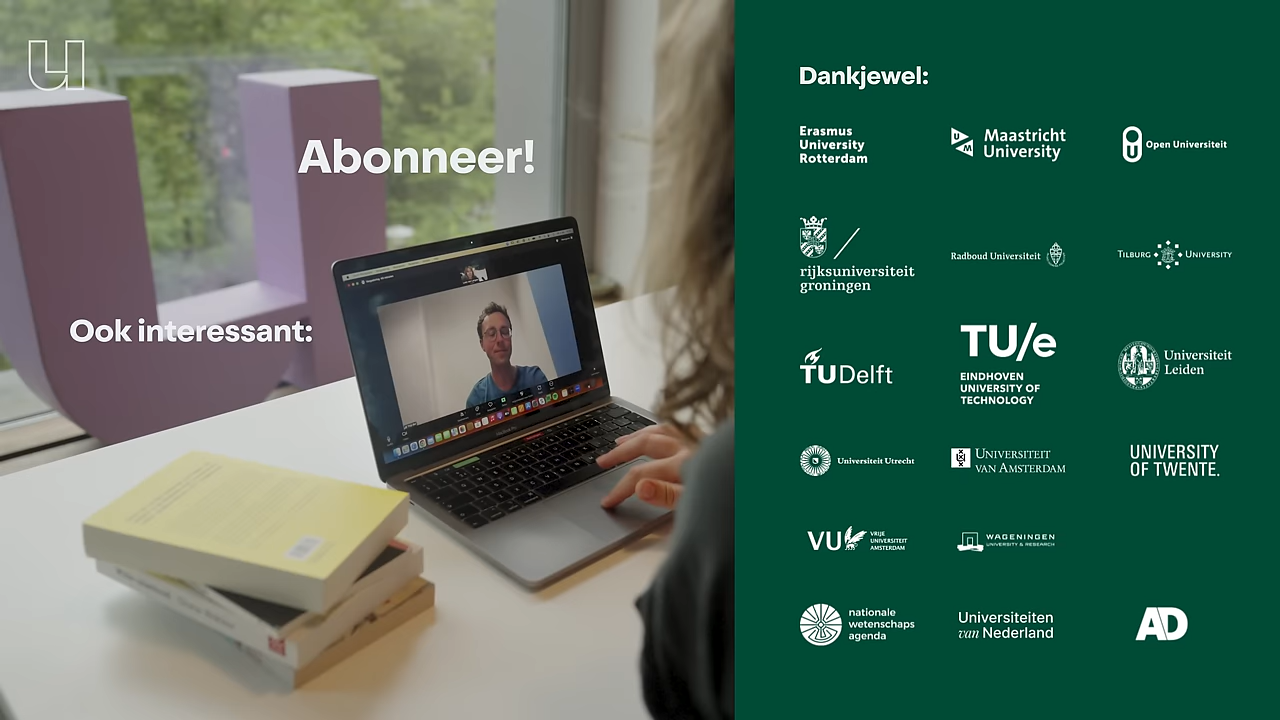 Abonneer!
Ook interessant:
Dankjewel:
Erasmus
University
Rotterdam
Maastricht
University
Open Universiteit
rijksuniversiteit
groningen
Radboud Universiteit
TILBURG UNIVERSITY
TUDelft
TU/e
EINDHOVEN
UNIVERSITY OF
TECHNOLOGY
Universiteit
Leiden
Universiteit Utrecht
UNIVERSITEIT
VAN AMSTERDAM
UNIVERSITY
OF TWENTE.
VU
VRIJE
UNIVERSITEIT
AMSTERDAM
WAGENINGEN
UNIVERSITY & RESEARCH
nationale
wetenschaps
agenda
Universiteiten
van Nederland
AD